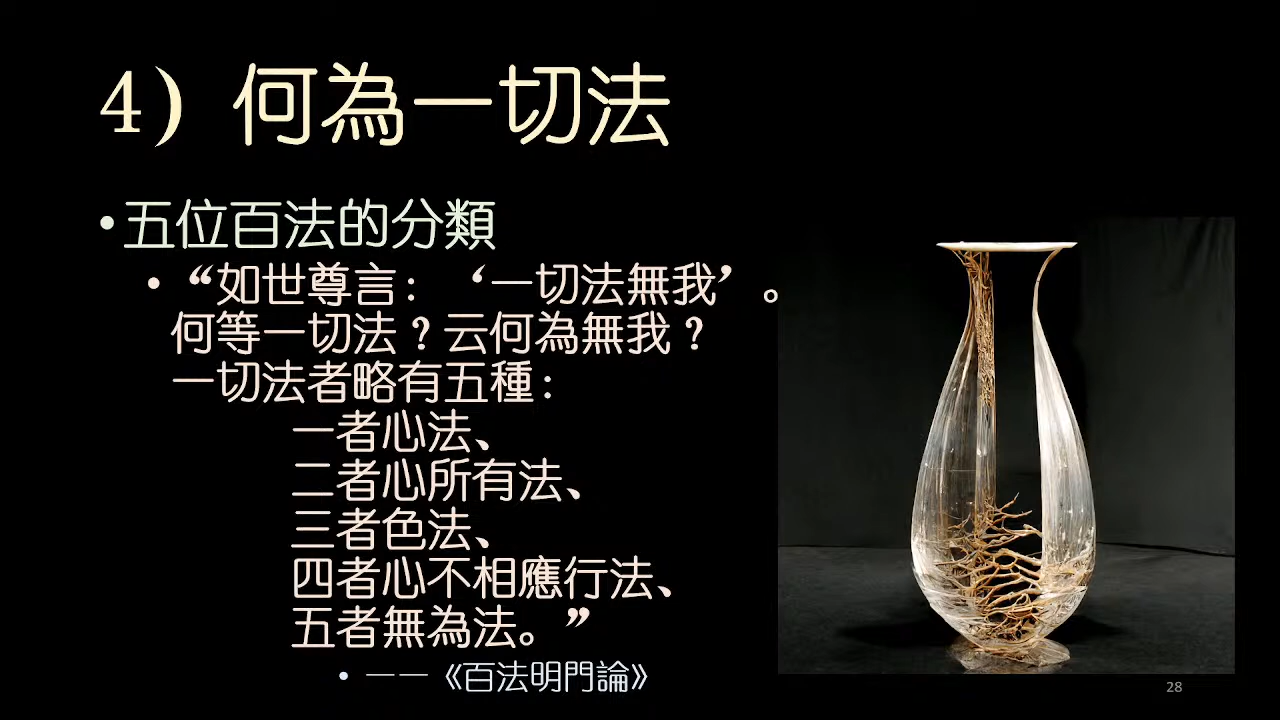 4）何為一切法
•五位百法的分類
•“如世尊言：‘一切法無我’。
何等一切法？云何為無我？
一切法者略有五種：
一者心法、
二者心所有法、
三者色法、
四者心不相應行法、
五者無為法。”
•——《百法明門論》
28